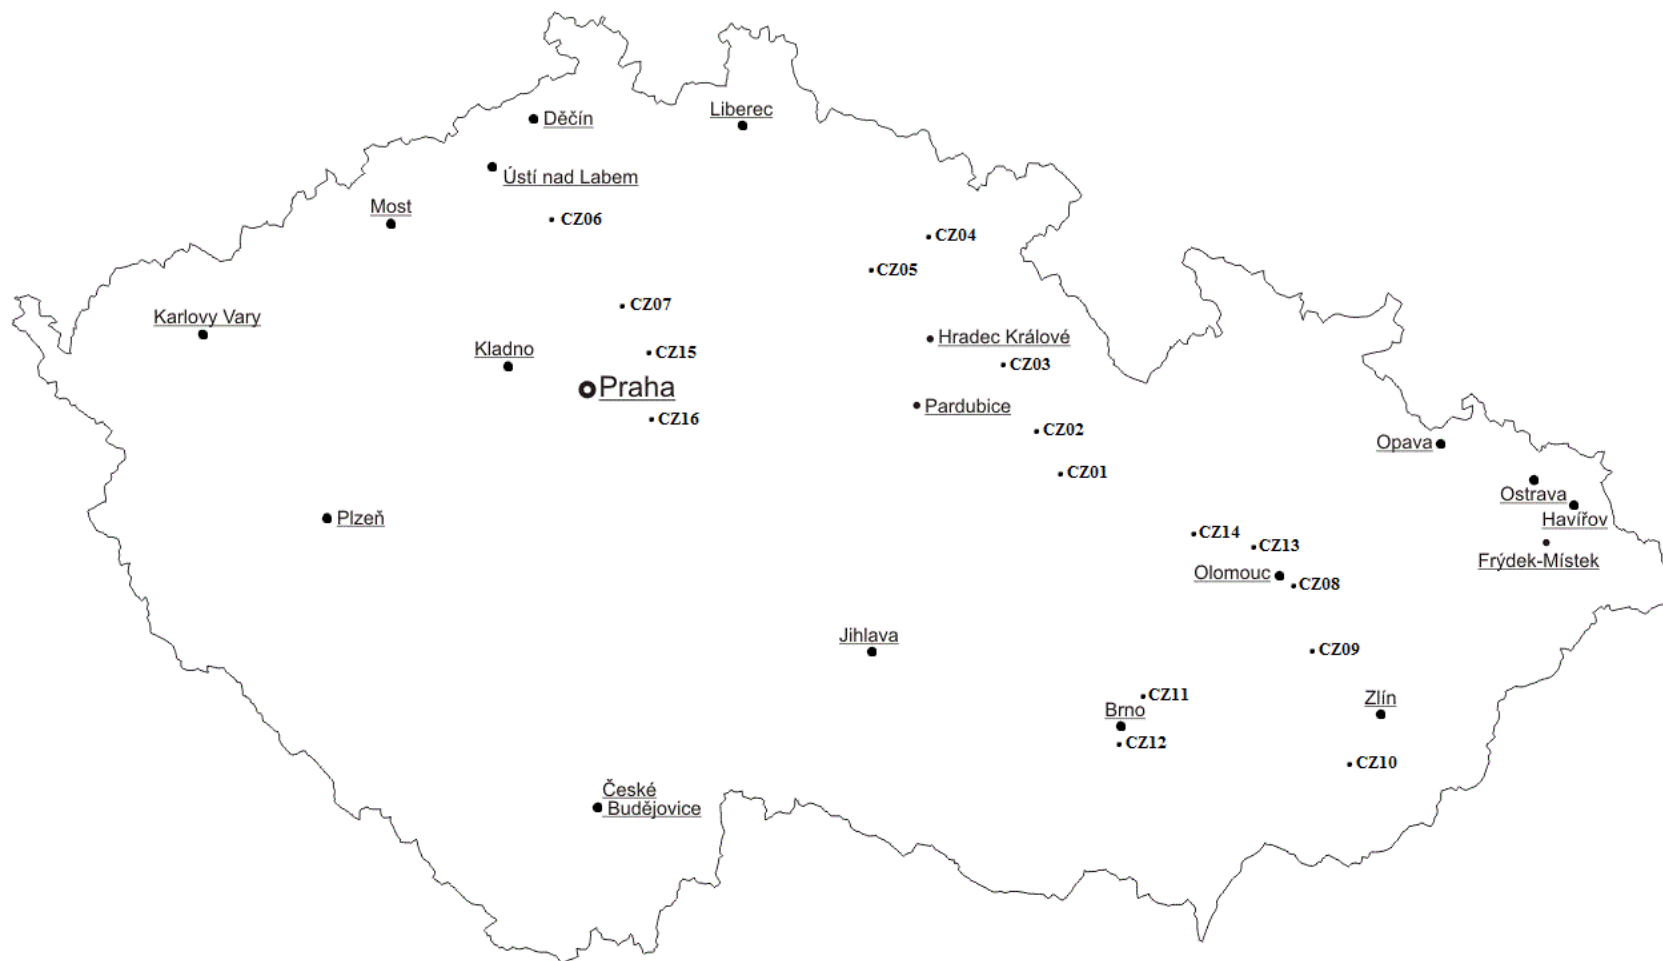 Liberec
Děčín
Ústí nad Labem
Most
CZ06
CZ04
CZ05
CZ07
Karlovy Vary
Hradec Králové
Kladno
CZ15
CZ03
Praha
Pardubice
CZ16
CZ02
Opava
CZ01
Ostrava
Plzeň
Havířov
CZ14
CZ13
Frýdek-Místek
Olomouc
CZ08
Jihlava
CZ09
CZ11
Zlín
Brno
CZ12
CZ10
České
Budějovice